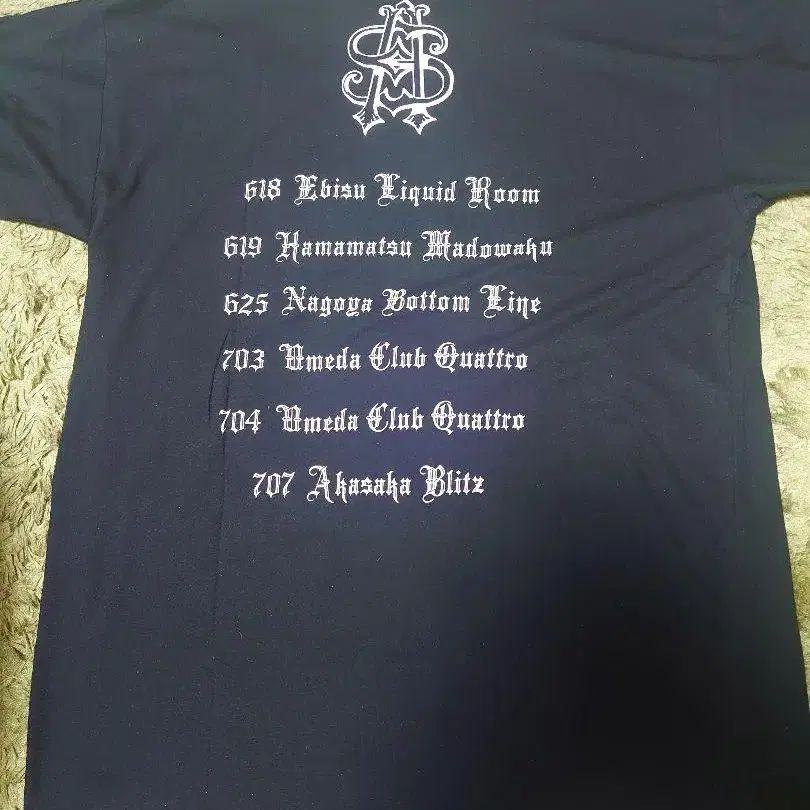 618 Ebisu Liquid Room
619 Hamamatsu Madowaku
625 Nagoya Bottom Line
703 Umeda Club Quattro
704 Umeda Club Quattro
707 Akasaka Blitz